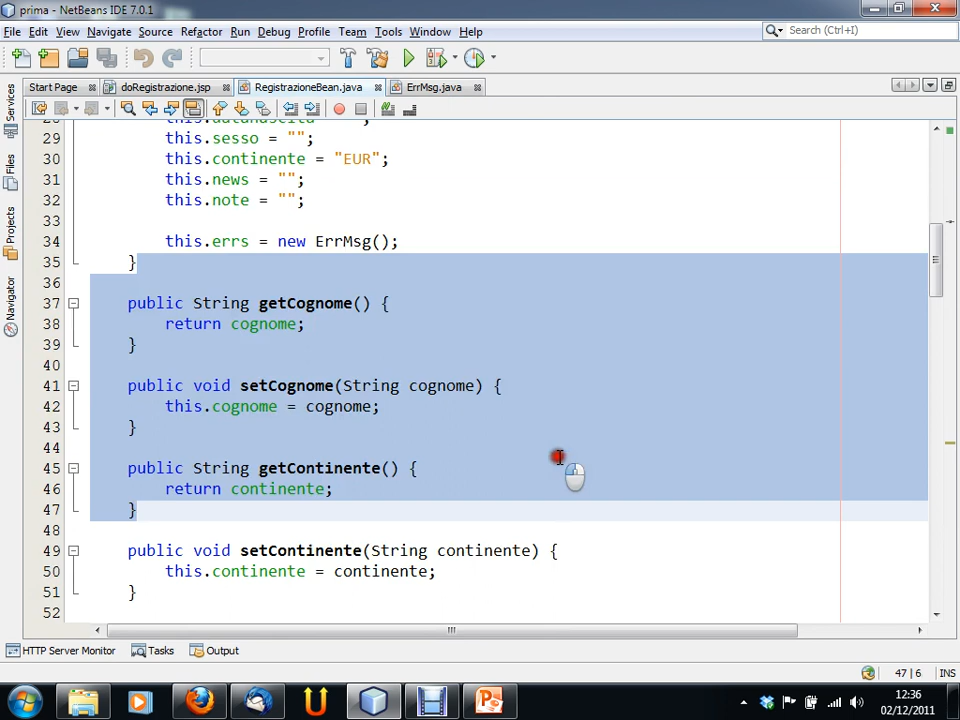 prima - NetBeans IDE 7.0.1
File Edit View Navigate Source Refactor Run Debug Profile Team Tools Window Help
Search (Ctrl+I)
Start Page doRegistrazione.jsp RegistrazioneBean.java ErrMsg.java
Services
Files
Projects
Navigator
29 this.sesso = "";
30 this.continente = "EUR";
31 this.news = "";
32 this.note = "";
33
34 this.errs = new ErrMsg();
35 }
36
37 public String getCognome() {
38 return cognome;
39 }
40
41 public void setCognome(String cognome) {
42 this.cognome = cognome;
43 }
44
45 public String getContinente() {
46 return continente;
47 }
48
49 public void setContinente(String continente) {
50 this.continente = continente;
51 }
52
HTTP Server Monitor Tasks Output
47 | 6 INS
12:36
02/12/2011